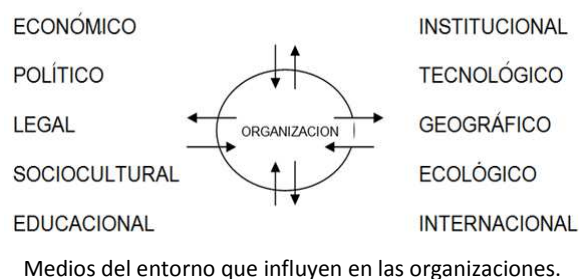 ECONÓMICO
POLÍTICO
LEGAL
SOCIOCULTURAL
EDUCACIONAL
ORGANIZACION
INSTITUCIONAL
TECNOLÓGICO
GEOGRÁFICO
ECOLÓGICO
INTERNACIONAL
Medios del entorno que influyen en las organizaciones.